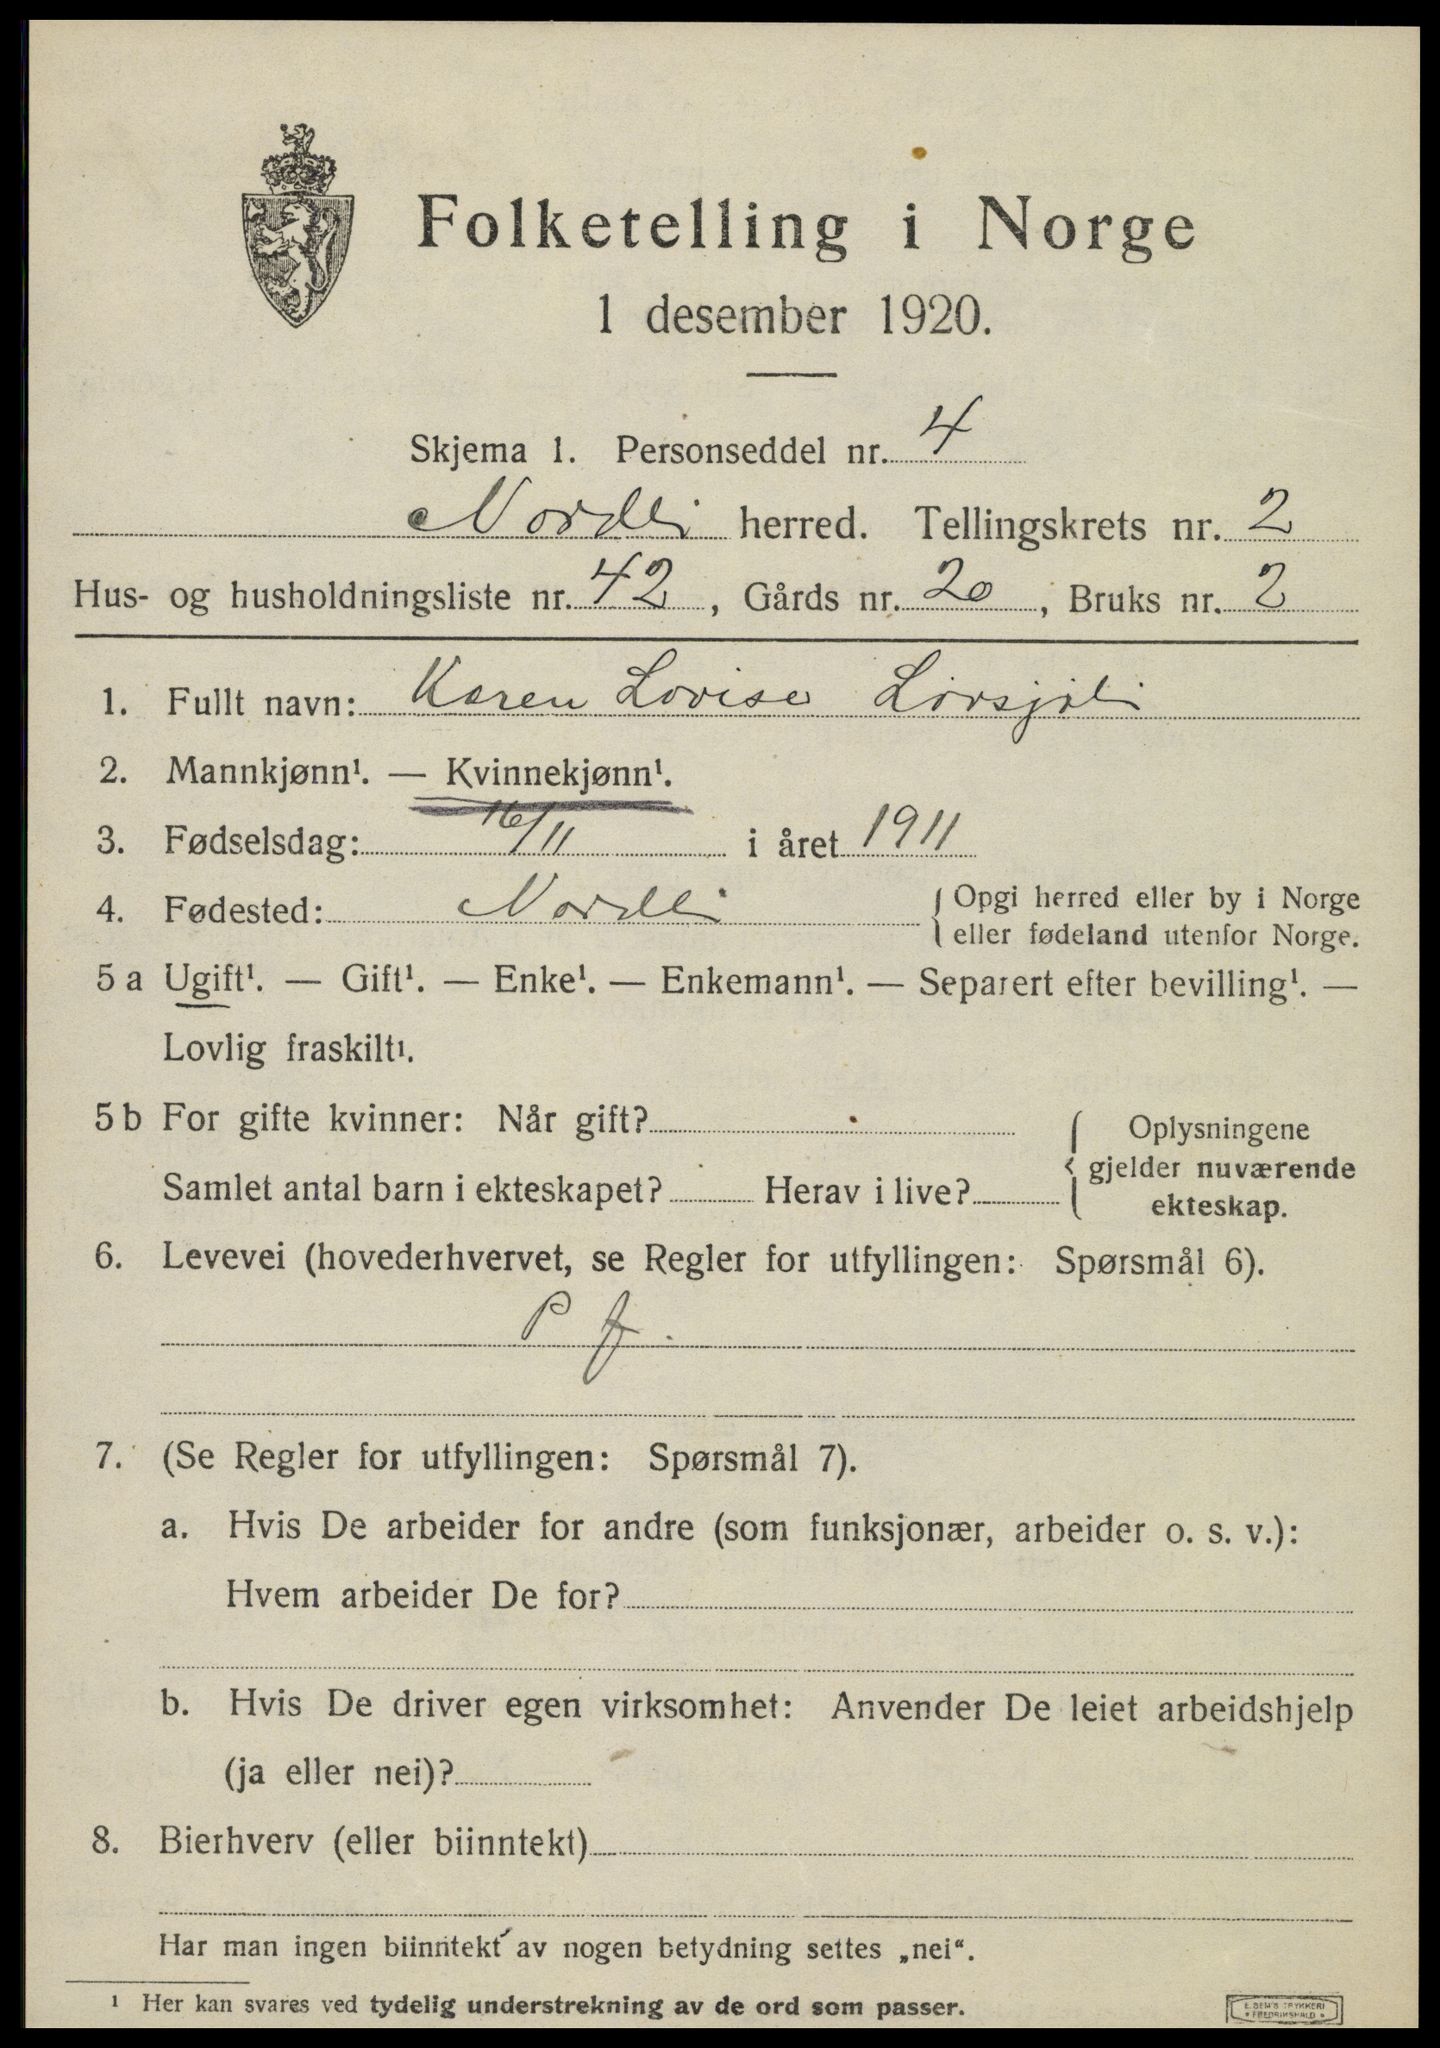 Folketelling i Norge
1 desember 1920.
Skjema 1. Personseddel nr. 4
Nordli herred. Tellingskrets nr. 2
Hus- og husholdningsliste nr. 42, Gårds nr. 20, Bruks nr. 2
1. Fullt navn: Karen Lovise Lövsjöli
2. Mannkjønn¹. — Kvinnekjønn¹.
3. Fødselsdag: 16/11 i året 1911
4. Fødested: Nordli { Opgi herred eller by i Norge
eller fødeland utenfor Norge.
5 a Ugift¹. — Gift¹. — Enke¹. — Enkemann¹. — Separert efter bevilling¹. —
Lovlig fraskilt¹.
5 b For gifte kvinner: Når gift?
Samlet antal barn i ekteskapet? Herav i live?
{ Oplysningene
gjelder nuværende
ekteskap.
6. Levevei (hovederhvervet, se Regler for utfyllingen: Spørsmål 6).
P f.
7. (Se Regler for utfyllingen: Spørsmål 7).
a. Hvis De arbeider for andre (som funksjonær, arbeider o. s. v.):
Hvem arbeider De for?
b. Hvis De driver egen virksomhet: Anvender De leiet arbeidshjelp
(ja eller nei)?
8. Bierhverv (eller biinntekt)
Har man ingen biinntekt av nogen betydning settes „nei“.
¹ Her kan svares ved tydelig understrekning av de ord som passer.
E. SEM'S TRYKKERI
• FREDRIKSHALD •